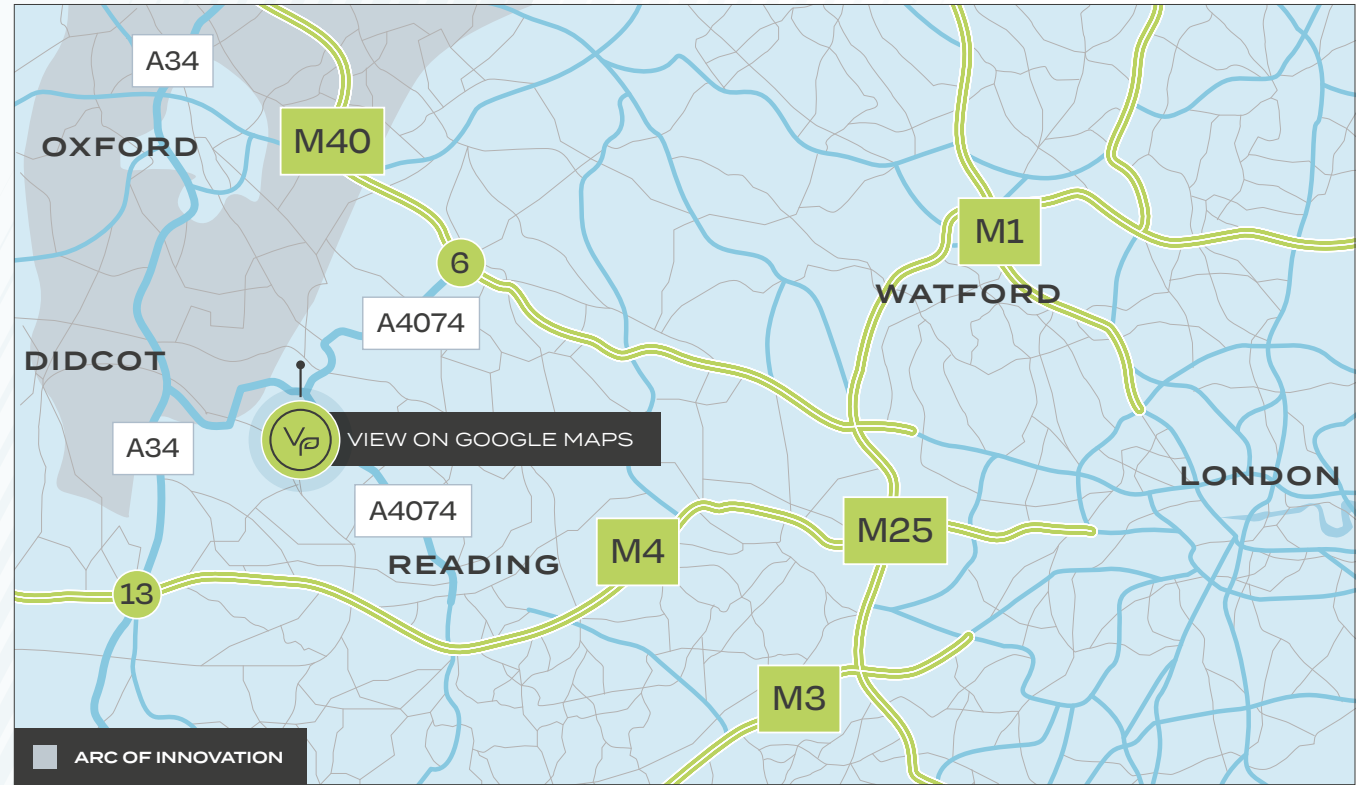 A34
OXFORD
M40
M1
6
WATFORD
A4074
DIDCOT
VP VIEW ON GOOGLE MAPS
A34
LONDON
A4074
M25
READING
M4
13
M3
ARC OF INNOVATION